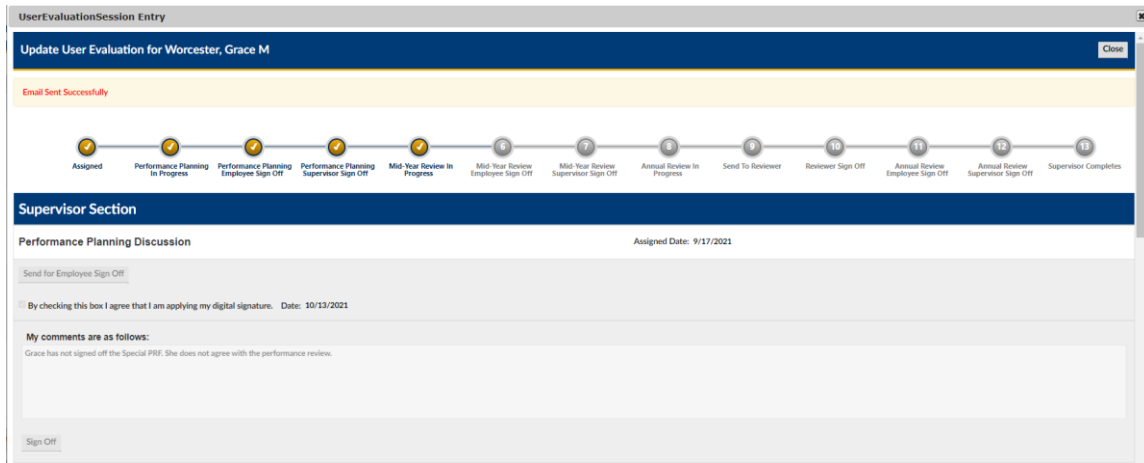 UserEvaluationSession Entry
Update User Evaluation for Worcester, Grace M
Close
Email Sent Successfully
6 7 8 9 10 11 12 13
Assigned Performance Planning Performance Planning Performance Planning Mid-Year Review In Mid-Year Review Mid-Year Review Annual Review In Send To Reviewer Reviewer Sign Off Annual Review Annual Review Supervisor Completes
In Progress Employee Sign Off Supervisor Sign Off Progress Employee Sign Off Supervisor Sign Off Progress Employee Sign Off Supervisor Sign Off
Supervisor Section
Performance Planning Discussion Assigned Date: 9/17/2021
Send for Employee Sign Off
By checking this box I agree that I am applying my digital signature. Date: 10/13/2021
My comments are as follows:
Grace has not signed off the Special PRF. She does not agree with the performance review.
Sign Off